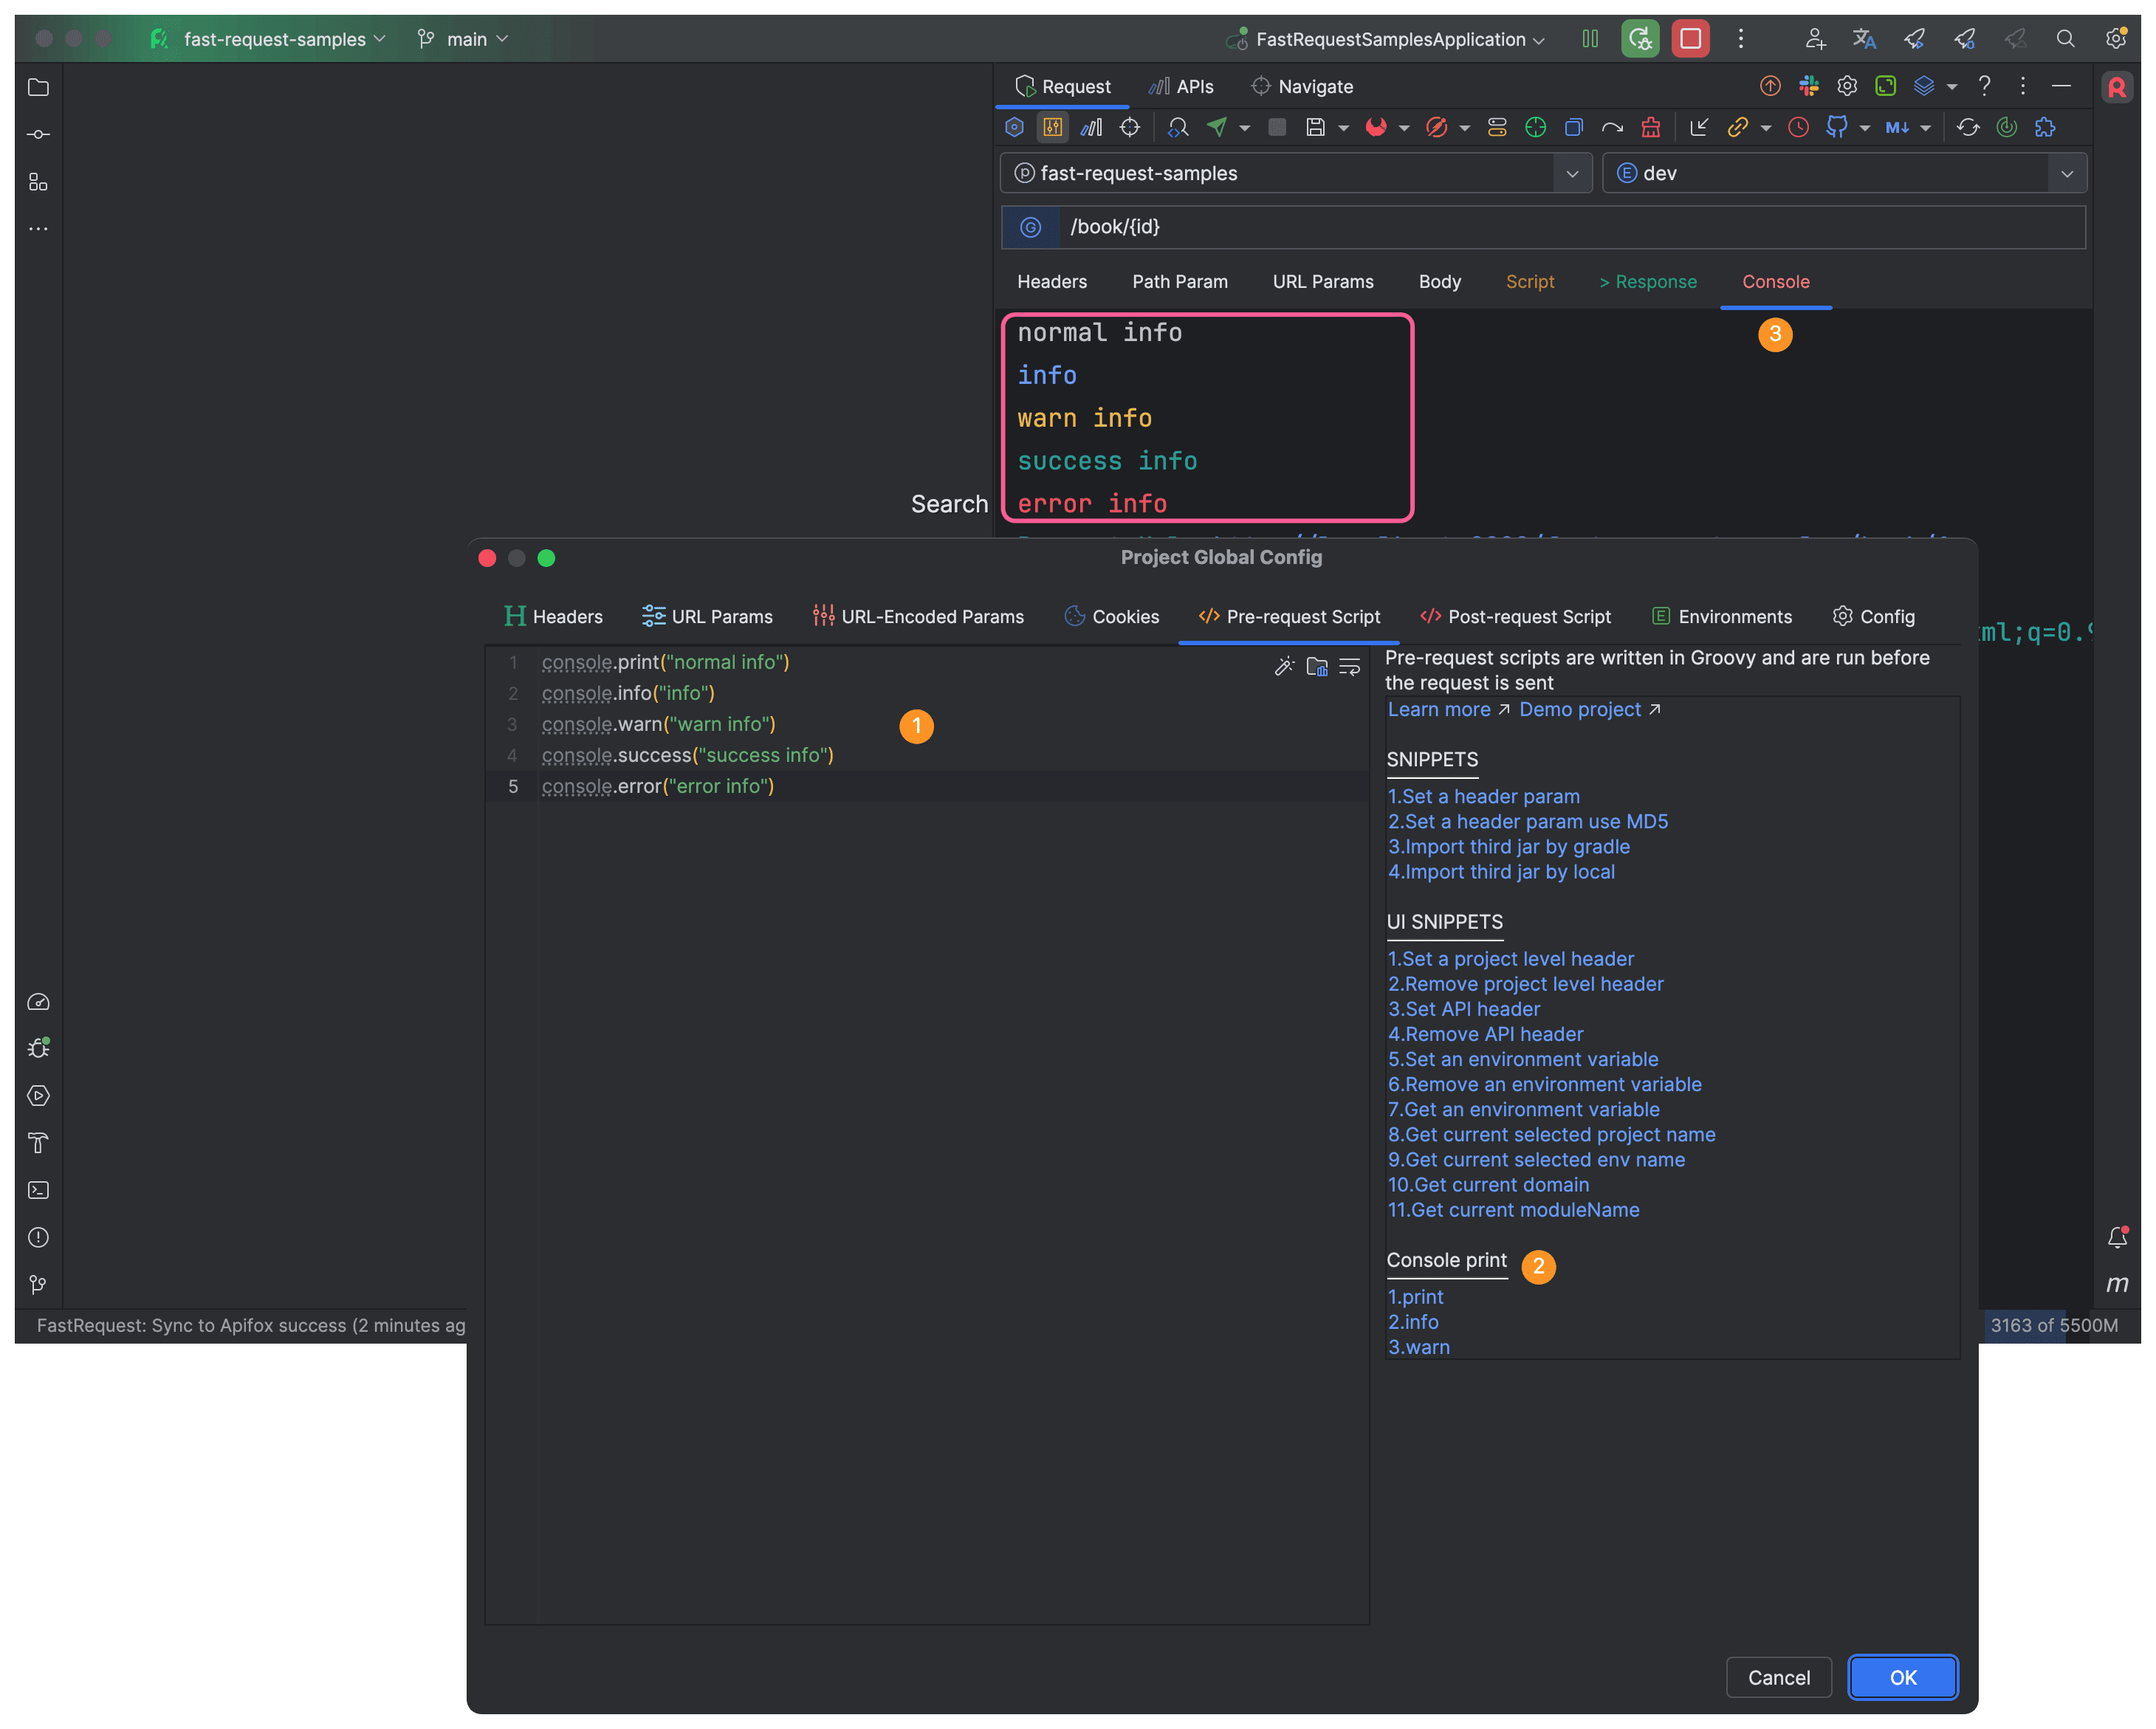 fast-request-samples
main
FastRequestSamplesApplication
Request
APIs
Navigate
fast-request-samples
dev
/book/{id}
Headers
Path Param
URL Params
Body
Script
> Response
Console
3
normal info
info
warn info
success info
error info
Search
Project Global Config
Headers
URL Params
URL-Encoded Params
Cookies
Pre-request Script
Post-request Script
Environments
Config
ml;q=0.9
1 console.print("normal info")
2 console.info("info")
3 console.warn("warn info")
4 console.success("success info")
5 console.error("error info")
1
Pre-request scripts are written in Groovy and are run before
the request is sent
Learn more ↗ Demo project ↗
SNIPPETS
1.Set a header param
2.Set a header param use MD5
3.Import third jar by gradle
4.Import third jar by local
UI SNIPPETS
1.Set a project level header
2.Remove project level header
3.Set API header
4.Remove API header
5.Set an environment variable
6.Remove an environment variable
7.Get an environment variable
8.Get current selected project name
9.Get current selected env name
10.Get current domain
11.Get current moduleName
Console print
2
1.print
2.info
3.warn
FastRequest: Sync to Apifox success (2 minutes ag
3163 of 5500M
Cancel
OK